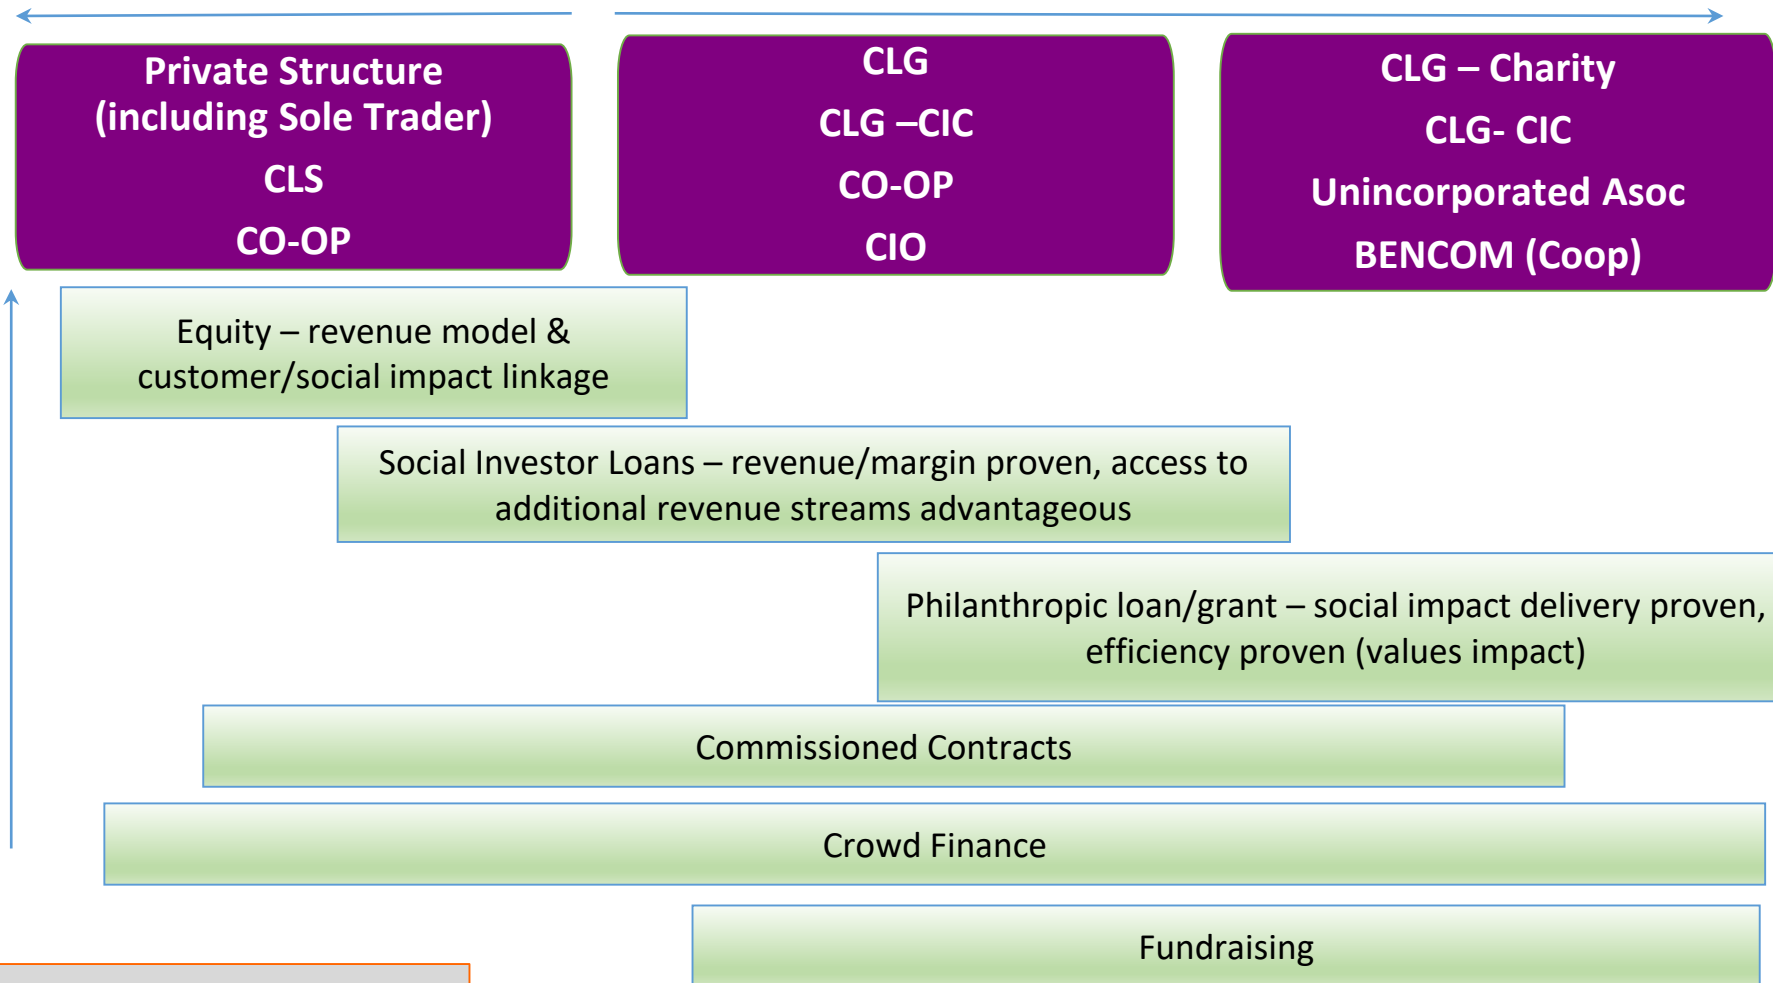 Private Structure
(including Sole Trader)
CLS
CO-OP
CLG
CLG –CIC
CO-OP
CIO
CLG – Charity
CLG- CIC
Unincorporated Asoc
BENCOM (Coop)
Equity – revenue model &
customer/social impact linkage
Social Investor Loans – revenue/margin proven, access to
additional revenue streams advantageous
Philanthropic loan/grant – social impact delivery proven,
efficiency proven (values impact)
Commissioned Contracts
Crowd Finance
Fundraising